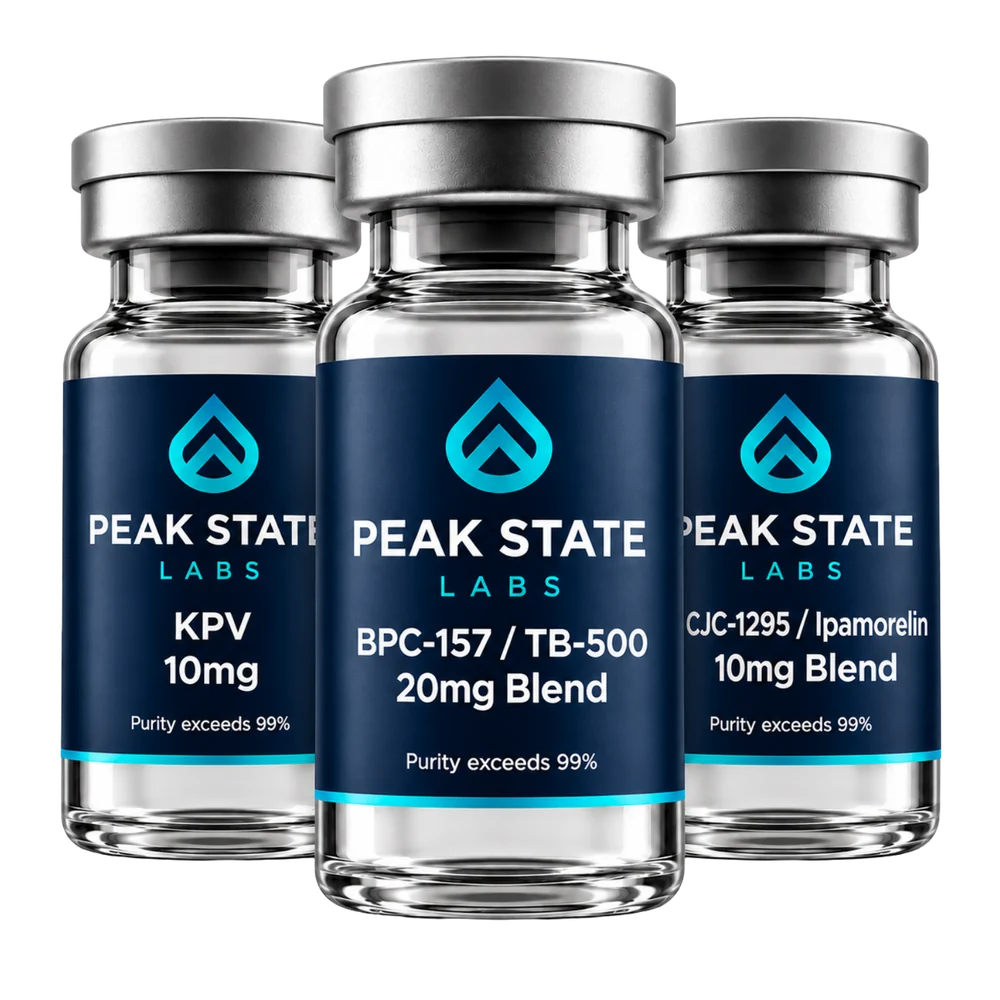 PEAK STATE
LABS
KPV
10mg
Purity exceeds 99%
PEAK STATE
LABS
BPC-157 / TB-500
20mg Blend
Purity exceeds 99%
PEAK STATE
LABS
CJC-1295 / Ipamorelin
10mg Blend
Purity exceeds 99%